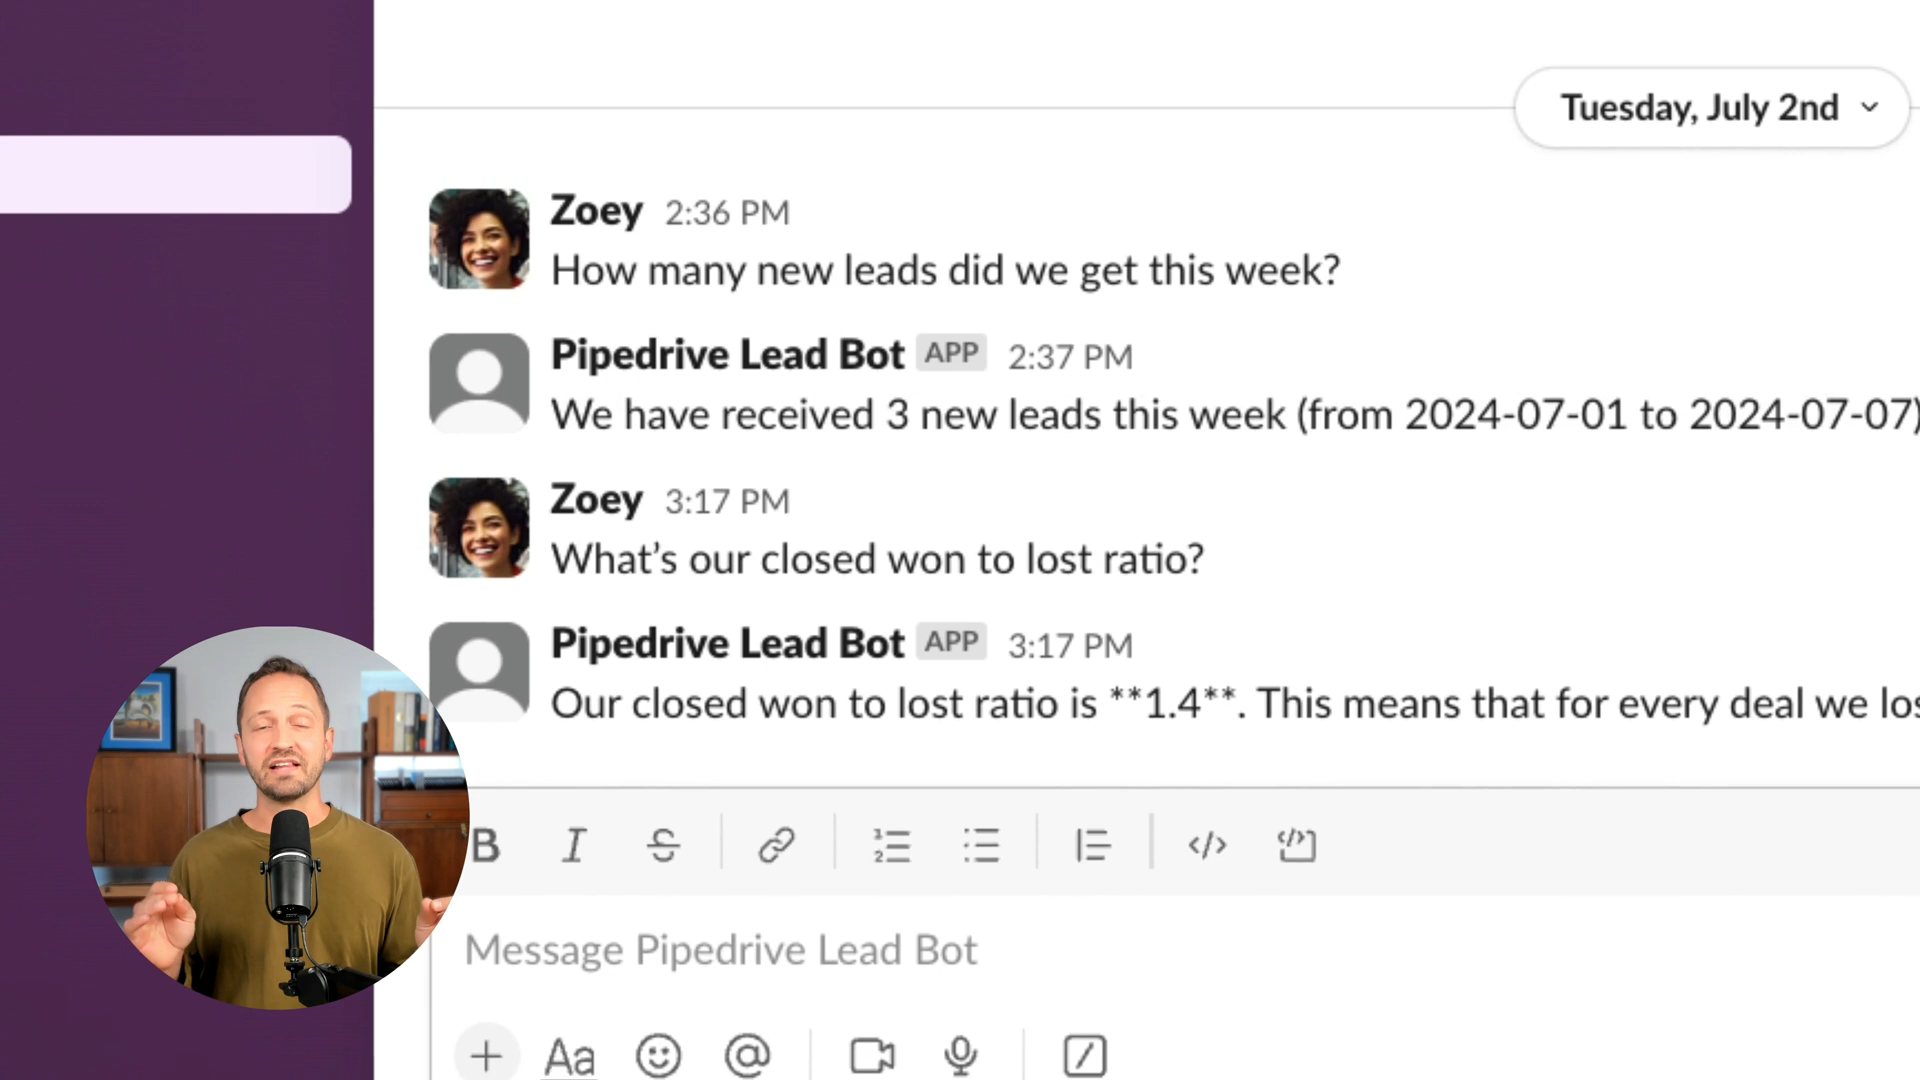 Tuesday, July 2nd
Zoey 2:36 PM
How many new leads did we get this week?
Pipedrive Lead Bot APP 2:37 PM
We have received 3 new leads this week (from 2024-07-01 to 2024-07-07)
Zoey 3:17 PM
What’s our closed won to lost ratio?
Pipedrive Lead Bot APP 3:17 PM
Our closed won to lost ratio is **1.4**. This means that for every deal we los
B I S
Message Pipedrive Lead Bot
Aa